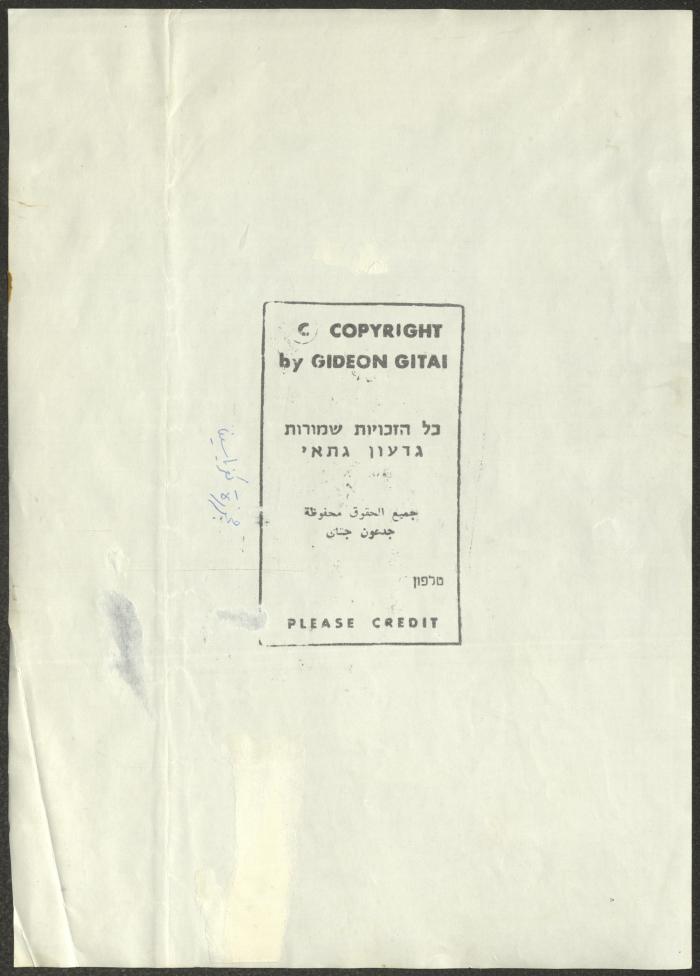 © COPYRIGHT
by GIDEON GITAI
כל הזכויות שמורות
גדעון גתאי
جميع الحقوق محفوظة
جدعون جتاي
טלפון
PLEASE CREDIT